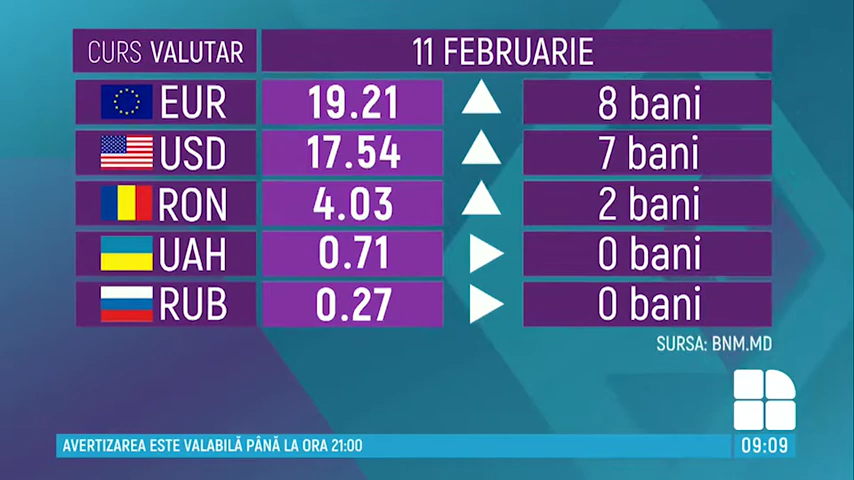 CURS VALUTAR 11 FEBRUARIE
EUR 19.21 8 bani
USD 17.54 7 bani
RON 4.03 2 bani
UAH 0.71 0 bani
RUB 0.27 0 bani
SURSA: BNM.MD
AVERTIZAREA ESTE VALABILĂ PÂNĂ LA ORA 21:00 09:09